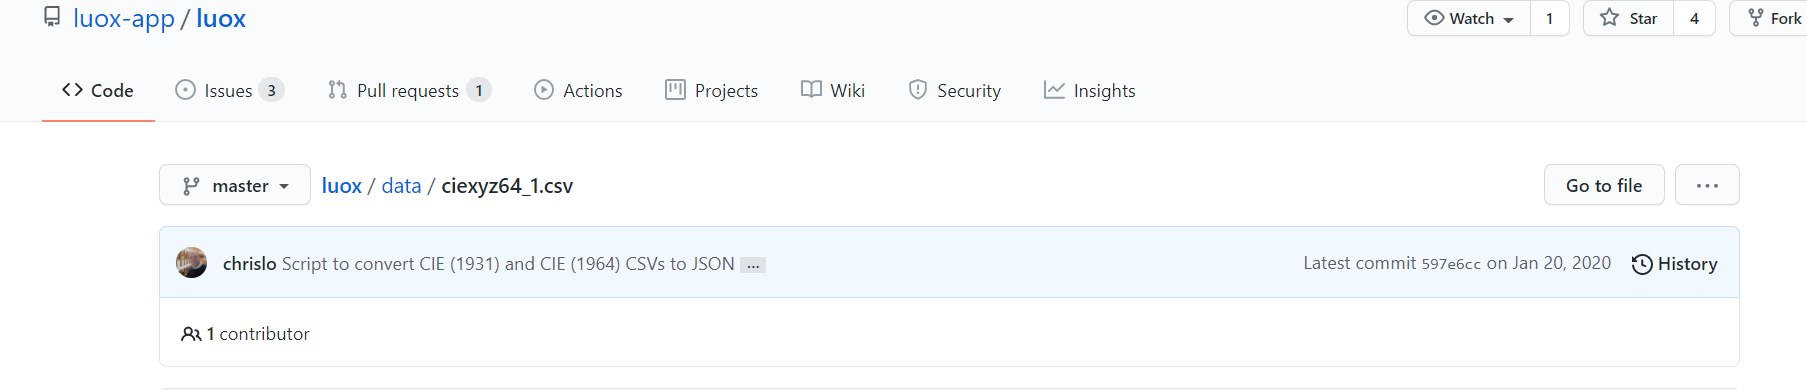 luox-app / luox
Watch 1 Star 4 Fork
Code Issues 3 Pull requests 1 Actions Projects Wiki Security Insights
master luox / data / ciexyz64_1.csv Go to file ...
chrislo Script to convert CIE (1931) and CIE (1964) CSVs to JSON ... Latest commit 597e6cc on Jan 20, 2020 History
1 contributor